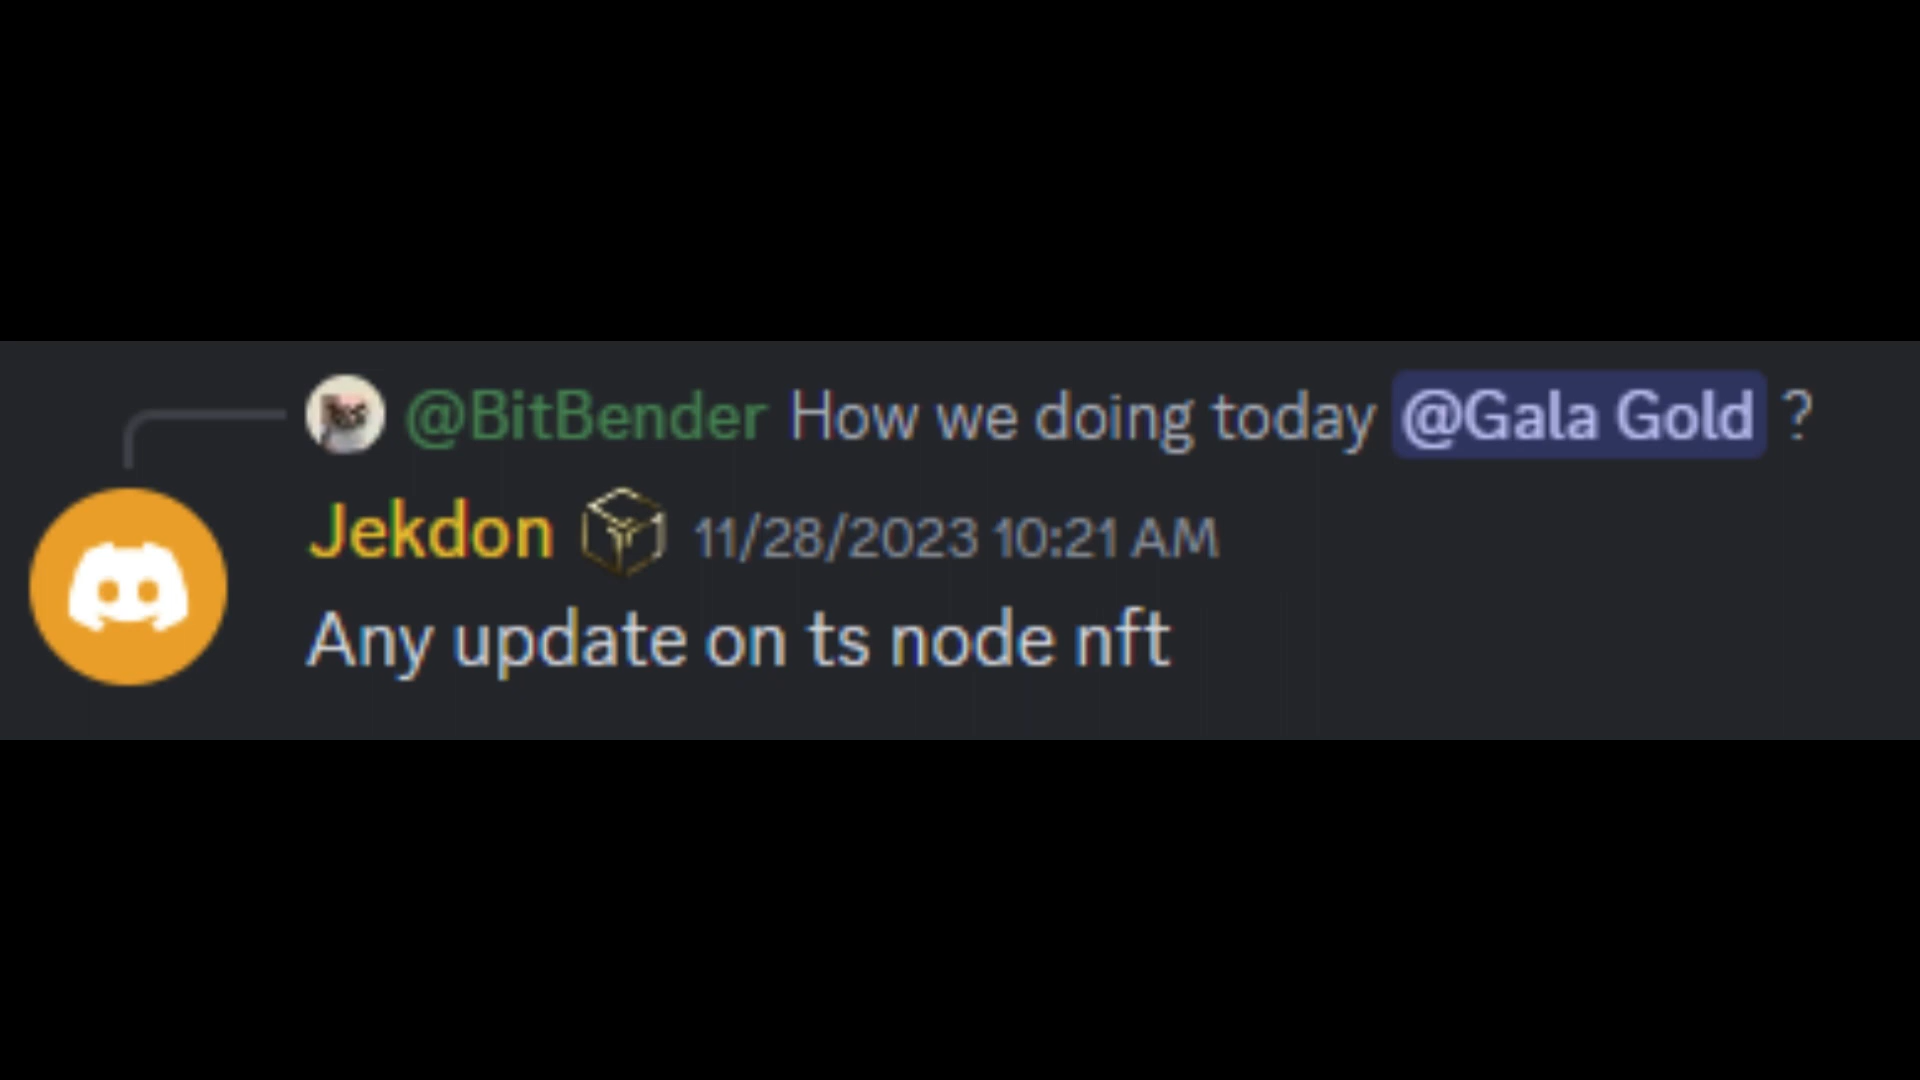 @BitBender How we doing today @Gala Gold ?
Jekdon 11/28/2023 10:21 AM
Any update on ts node nft